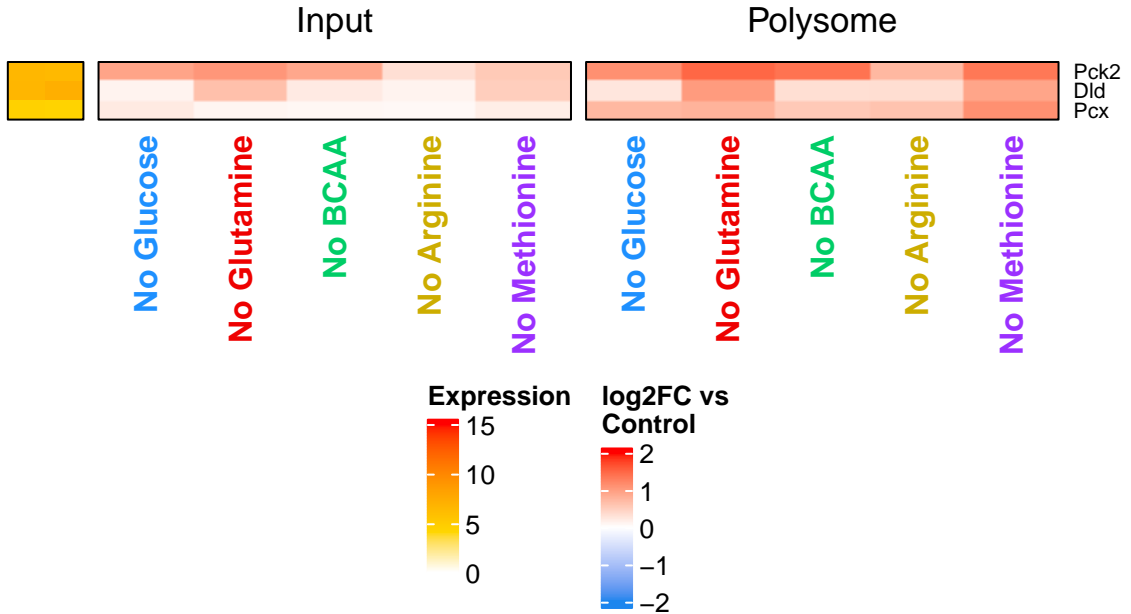 Input
Polysome
Pck2
Dld
Pcx
No Glucose
No Glutamine
No BCAA
No Arginine
No Methionine
No Glucose
No Glutamine
No BCAA
No Arginine
No Methionine
Expression
15
10
5
0
log2FC vs
Control
2
1
0
−1
−2